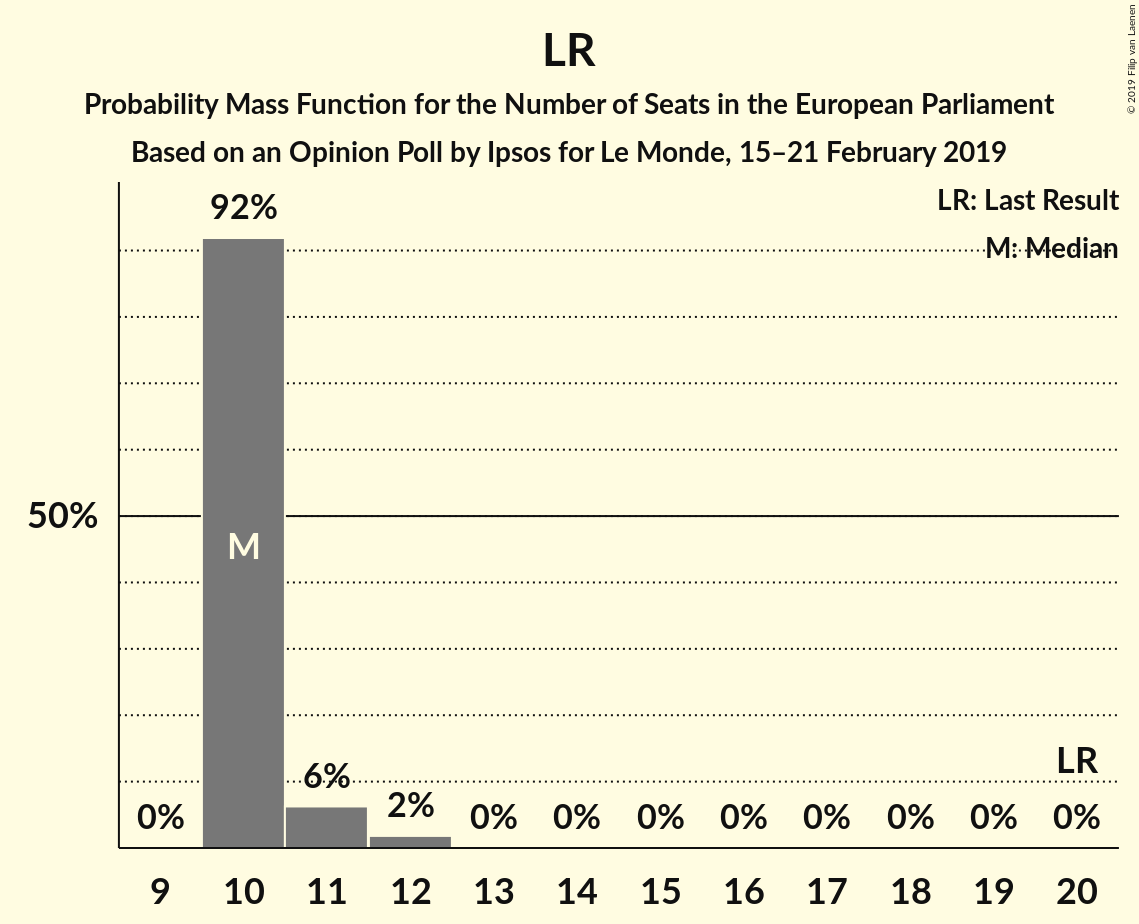 LR
Probability Mass Function for the Number of Seats in the European Parliament
Based on an Opinion Poll by Ipsos for Le Monde, 15–21 February 2019
© 2019 Filip van Laenen
LR: Last Result
M: Median
92%
50%
M
6%
2%
LR
0%
0% 0% 0% 0% 0% 0% 0% 0%
9 10 11 12 13 14 15 16 17 18 19 20